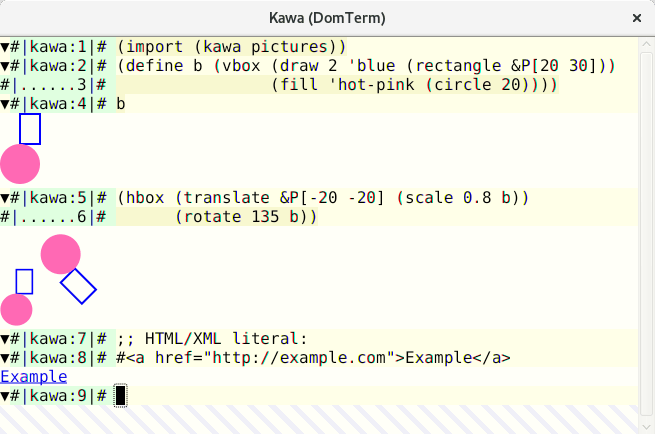 Kawa (DomTerm)
×
▼#|kawa:1|# (import (kawa pictures))
▼#|kawa:2|# (define b (vbox (draw 2 'blue (rectangle &P[20 30]))
#|......3|#                 (fill 'hot-pink (circle 20))))
▼#|kawa:4|# b
▼#|kawa:5|# (hbox (translate &P[-20 -20] (scale 0.8 b))
#|......6|#       (rotate 135 b))
▼#|kawa:7|# ;; HTML/XML literal:
▼#|kawa:8|# #<a href="http://example.com">Example</a>
Example
▼#|kawa:9|#